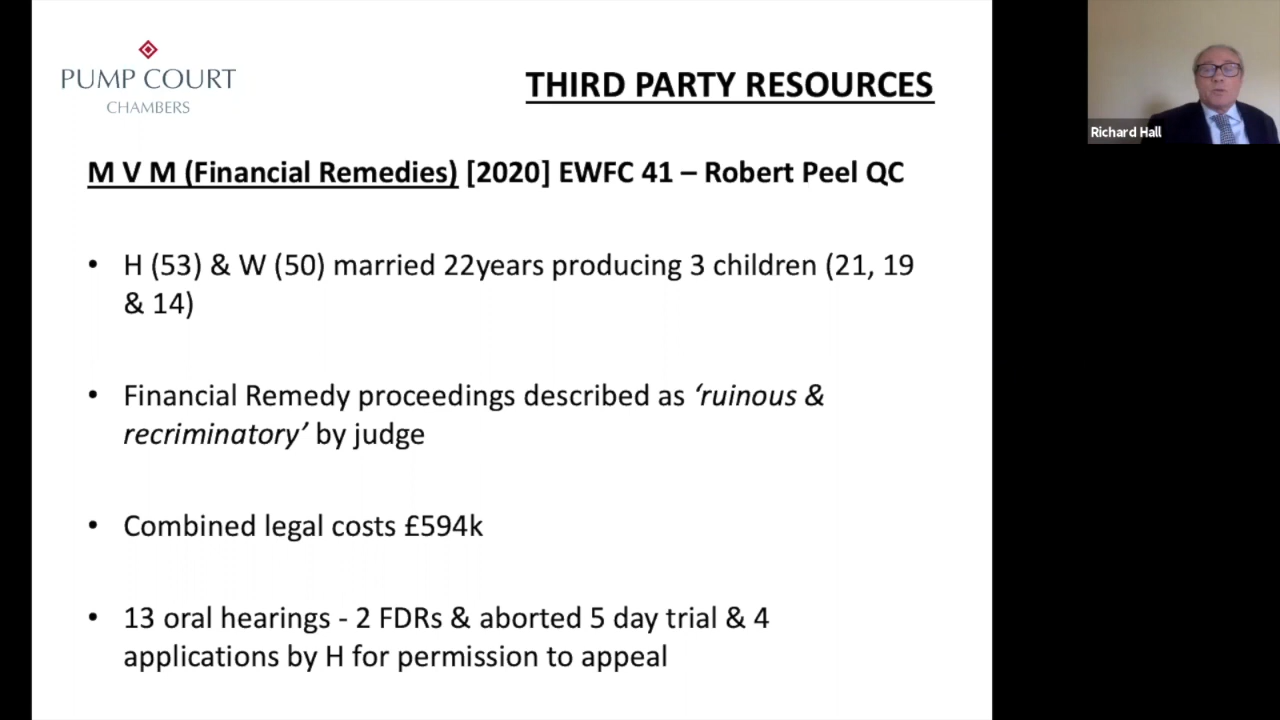 PUMP COURT
CHAMBERS
THIRD PARTY RESOURCES
Richard Hall
M V M (Financial Remedies) [2020] EWFC 41 – Robert Peel QC
• H (53) & W (50) married 22years producing 3 children (21, 19
& 14)
• Financial Remedy proceedings described as ‘ruinous &
recriminatory’ by judge
• Combined legal costs £594k
• 13 oral hearings - 2 FDRs & aborted 5 day trial & 4
applications by H for permission to appeal